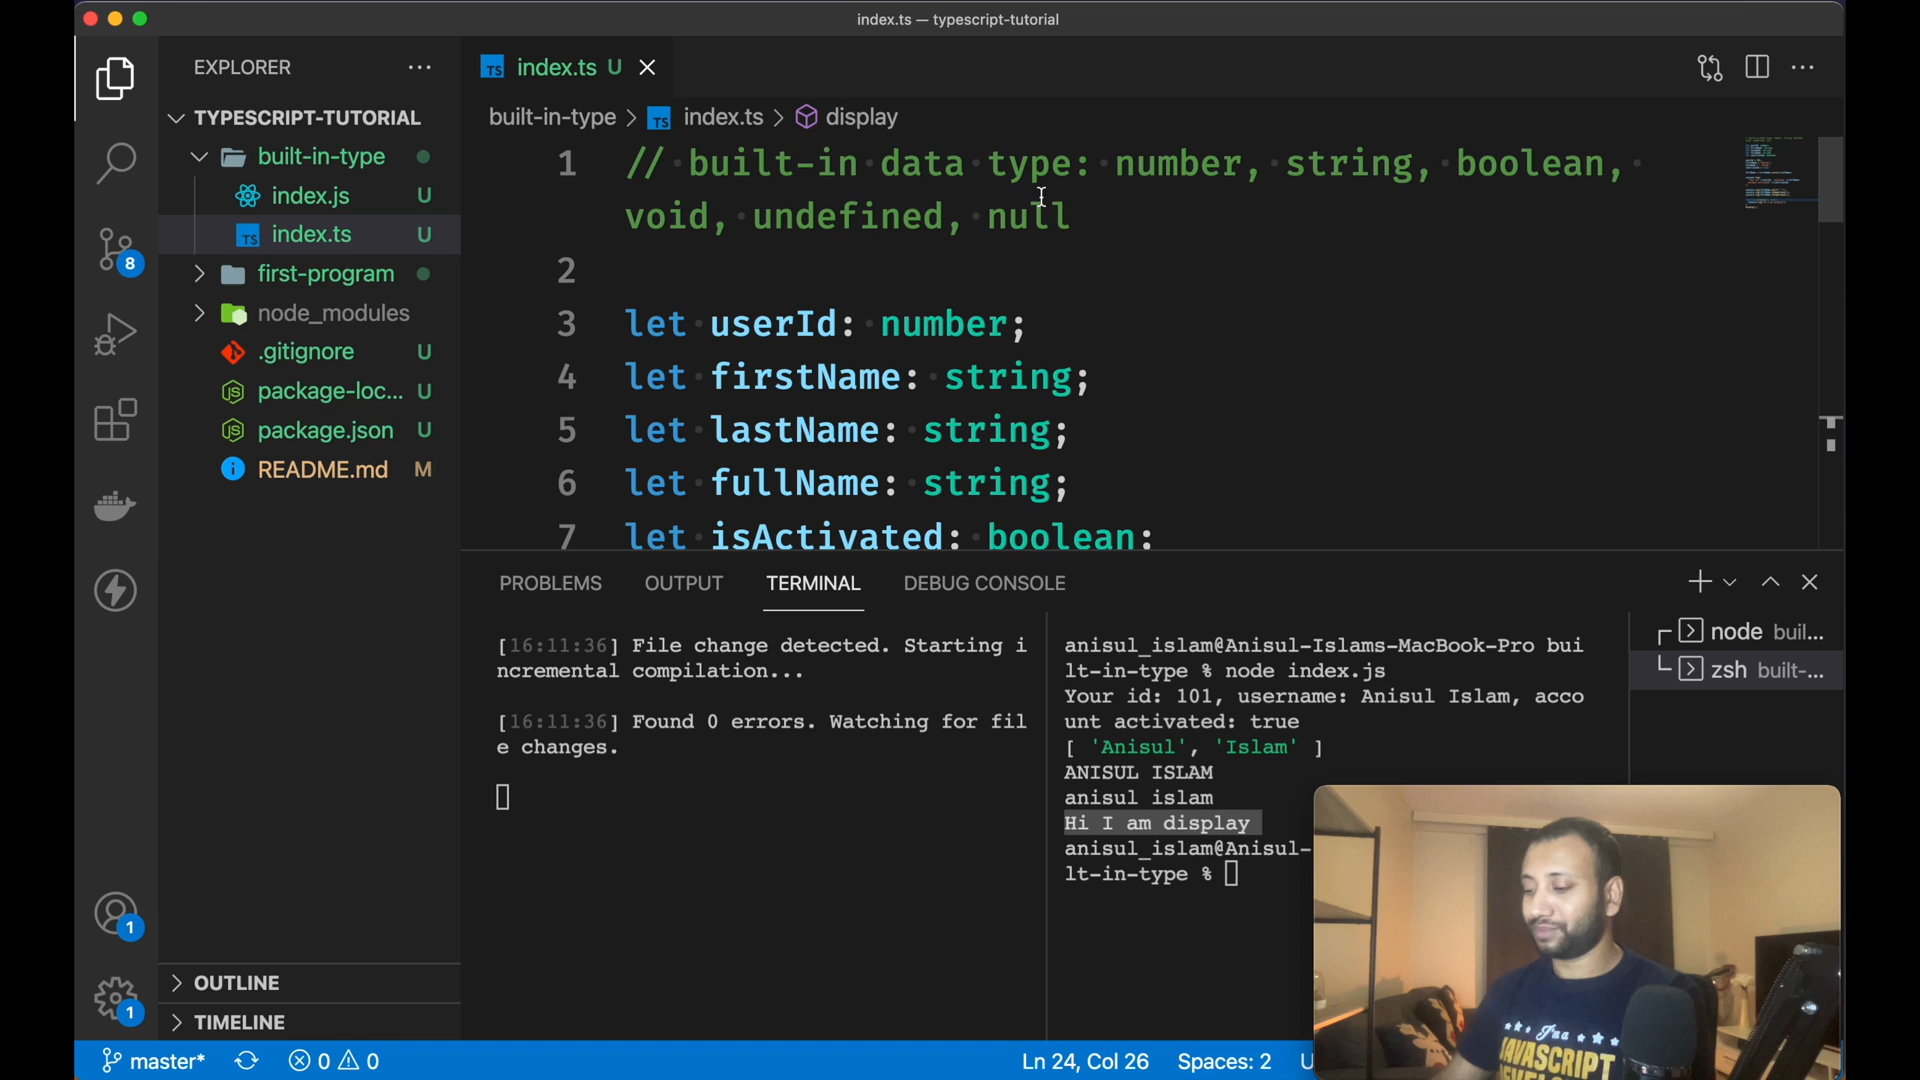 index.ts — typescript-tutorial
EXPLORER
TYPESCRIPT-TUTORIAL
built-in-type
index.js U
index.ts U
first-program
node_modules
.gitignore U
package-loc... U
package.json U
README.md M
OUTLINE
TIMELINE
8
1
1
index.ts U
built-in-type > index.ts > display
1 // built-in data type: number, string, boolean,
void, undefined, null
2
3 let userId: number;
4 let firstName: string;
5 let lastName: string;
6 let fullName: string;
7 let isActivated: boolean;
PROBLEMS OUTPUT TERMINAL DEBUG CONSOLE
[16:11:36] File change detected. Starting i
ncremental compilation...
[16:11:36] Found 0 errors. Watching for fil
e changes.
anisul_islam@Anisul-Islams-MacBook-Pro bui
lt-in-type % node index.js
Your id: 101, username: Anisul Islam, acco
unt activated: true
[ 'Anisul', 'Islam' ]
ANISUL ISLAM
anisul islam
Hi I am display
anisul_islam@Anisul-
lt-in-type %
node buil...
zsh built-...
I'm a
JAVASCRIPT
master* 0 0 Ln 24, Col 26 Spaces: 2